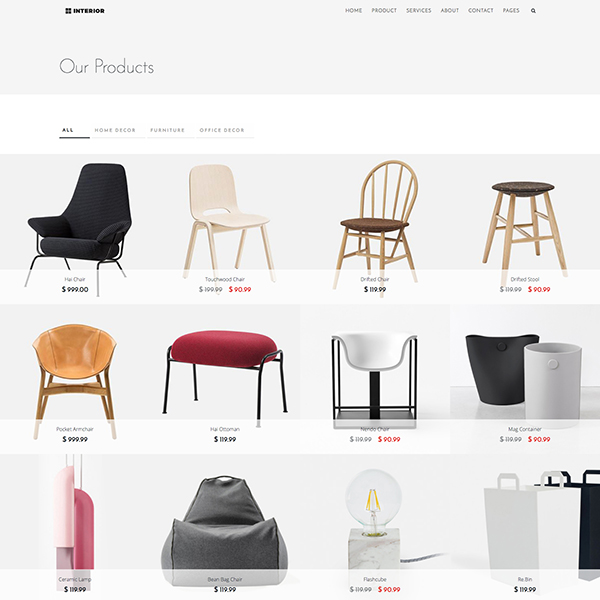 INTERIOR
HOME PRODUCT SERVICES ABOUT CONTACT PAGES
Our Products
ALL HOME DECOR FURNITURE OFFICE DECOR
Hai Chair Touchwood Chair Drifted Chair Drifted Stool
$ 999.00 $ 199.99 $ 90.99 $ 119.99 $ 119.99 $ 90.99
Pocket Armchair Hai Ottoman Nendo Chair Mag Container
$ 999.99 $ 119.99 $ 119.99 $ 90.99 $ 119.99 $ 90.99
Ceramic Lamp Bean Bag Chair Flashcube Re.Bin
$ 119.99 $ 119.99 $ 119.99 $ 90.99 $ 119.99